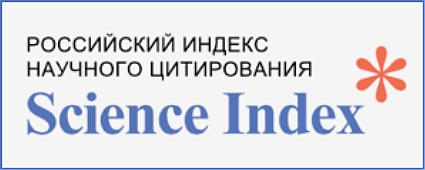 РОССИЙСКИЙ ИНДЕКС
НАУЧНОГО ЦИТИРОВАНИЯ
Science Index